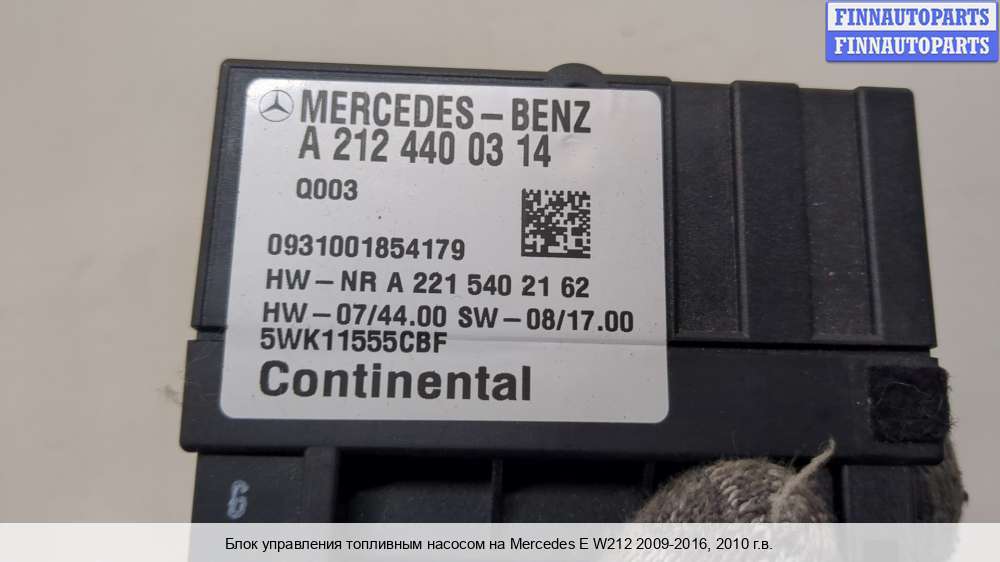 FINNAUTOPARTS
FINNAUTOPARTS
MERCEDES-BENZ
A 212 440 03 14
Q003
0931001854179
HW-NR A 221 540 21 62
HW-07/44.00 SW-08/17.00
5WK11555CBF
Continental
G
Блок управления топливным насосом на Mercedes E W212 2009-2016, 2010 г.в.